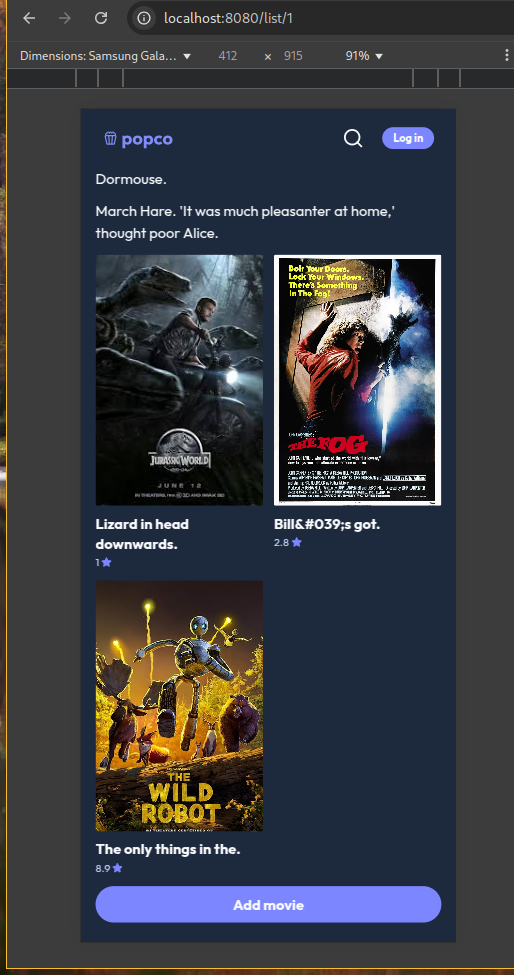 localhost:8080/list/1
Dimensions: Samsung Gala... 412 × 915 91%
popco
Log in
Dormouse.
March Hare. 'It was much pleasanter at home,'
thought poor Alice.
Bolt Your Doors.
Lock Your Windows.
There's Something
In The Fog!
JURASSIC WORLD
JUNE 12
IN THEATERS, 3D AND IMAX 3D
THE FOG
Lizard in head
downwards.
1
Bill&#039;s got.
2.8
THE
WILD
ROBOT
The only things in the.
8.9
Add movie